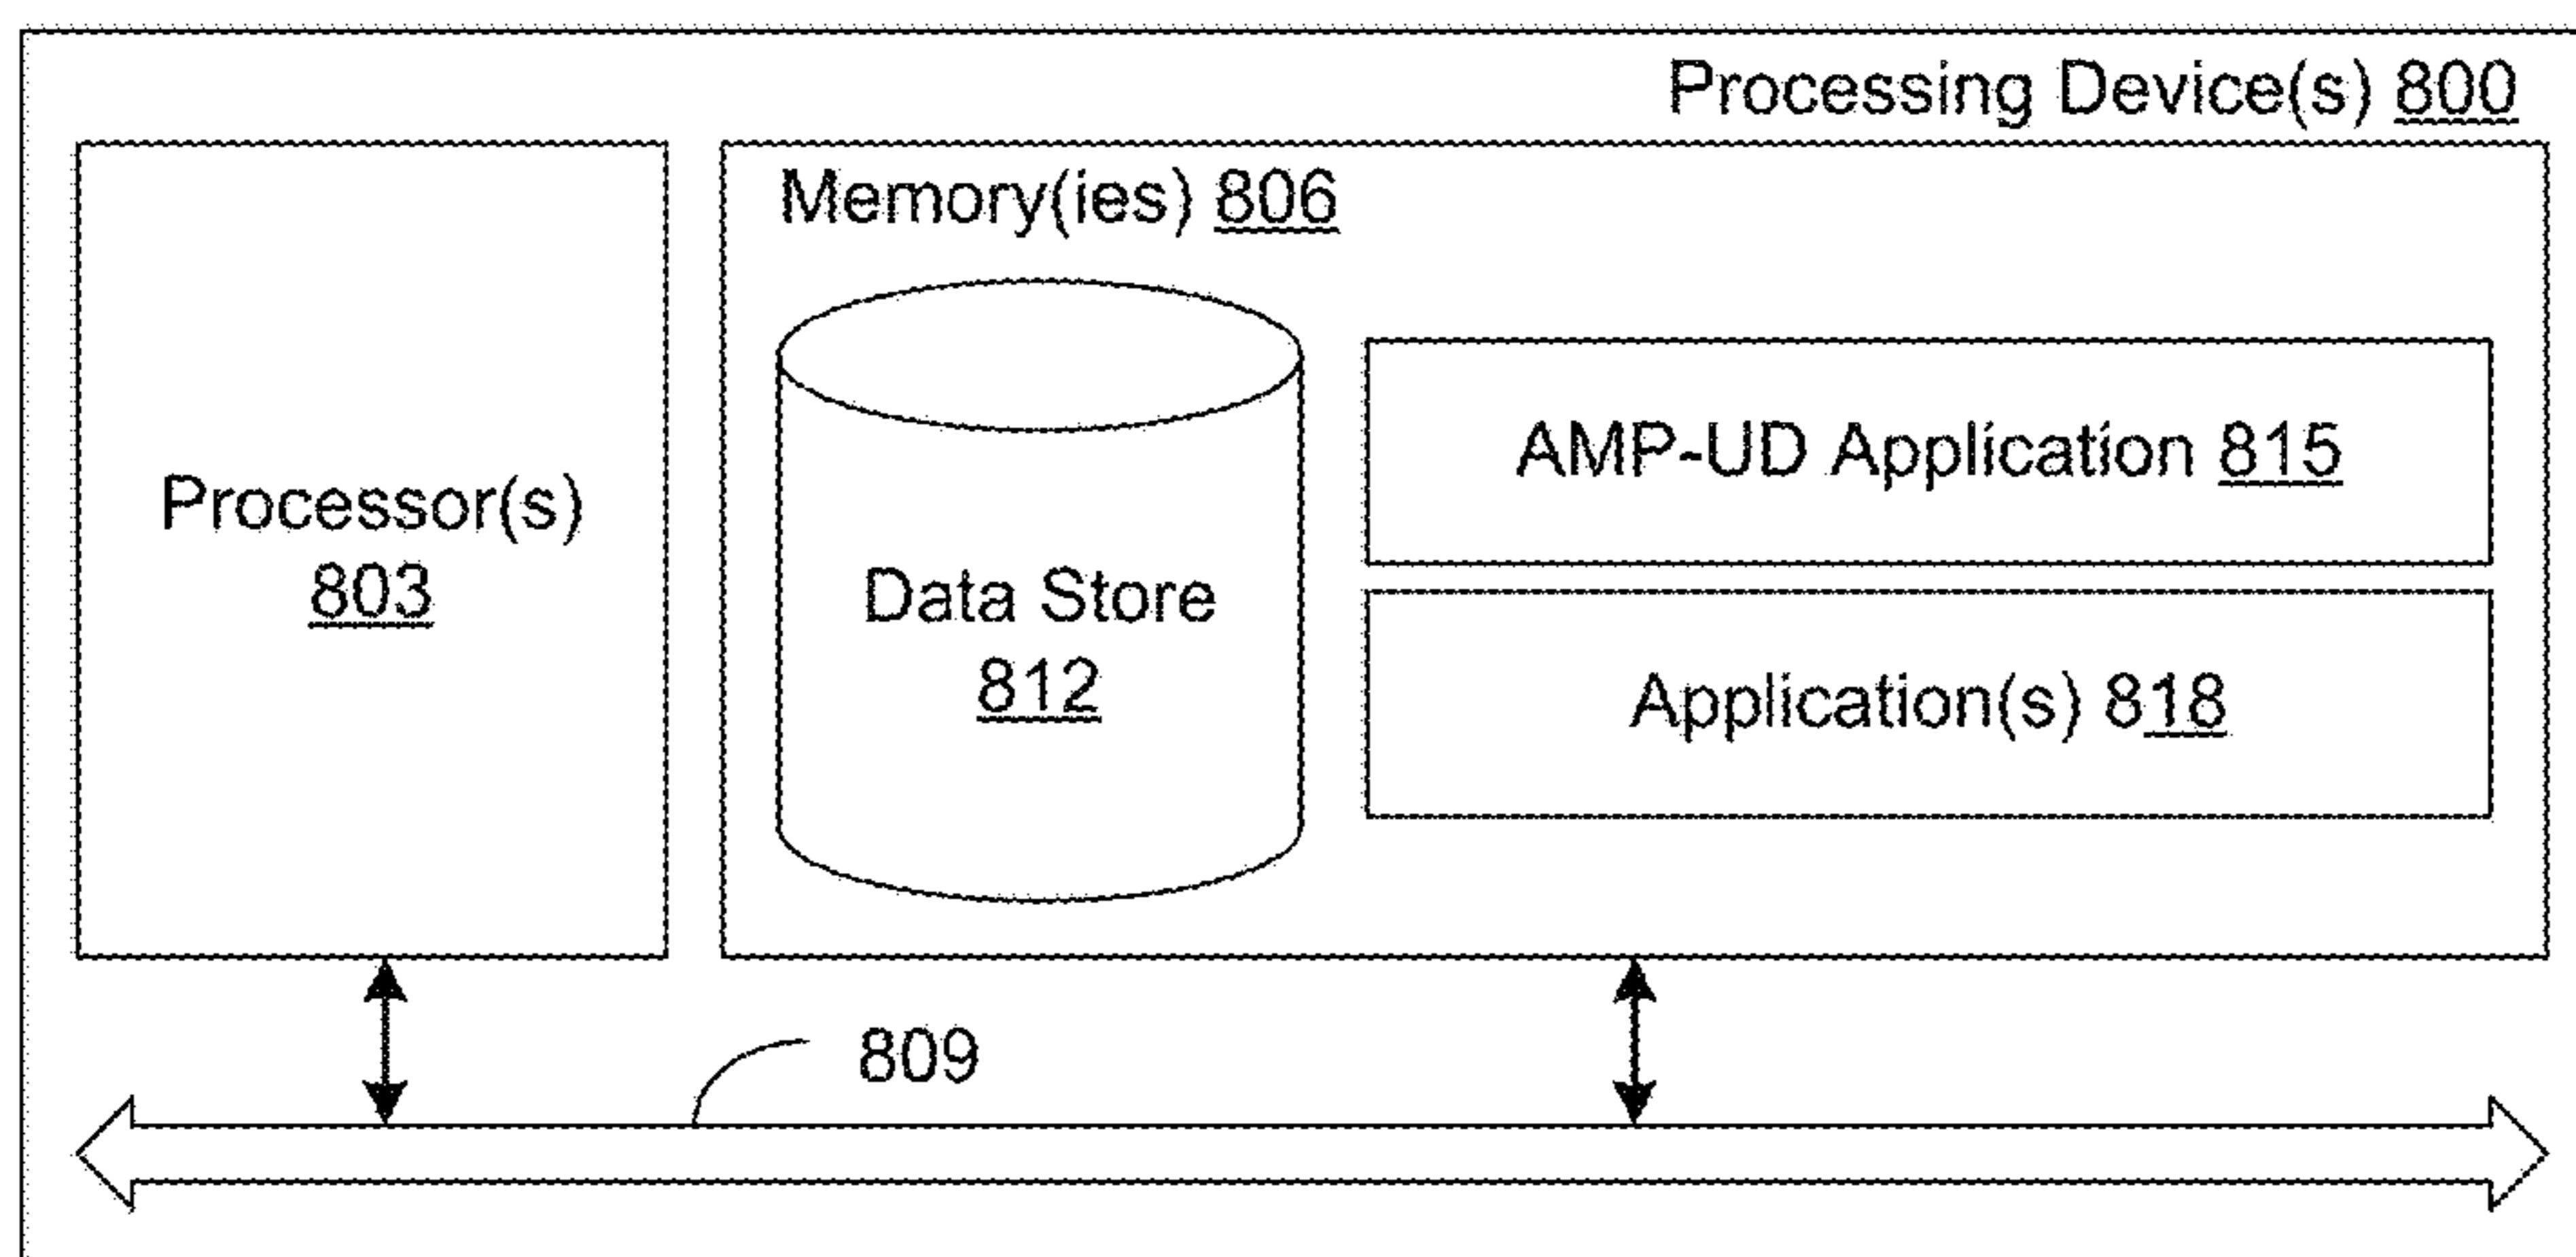 Processing Device(s) 800
Processor(s)
803
Memory(ies) 806
Data Store
812
AMP-UD Application 815
Application(s) 818
809